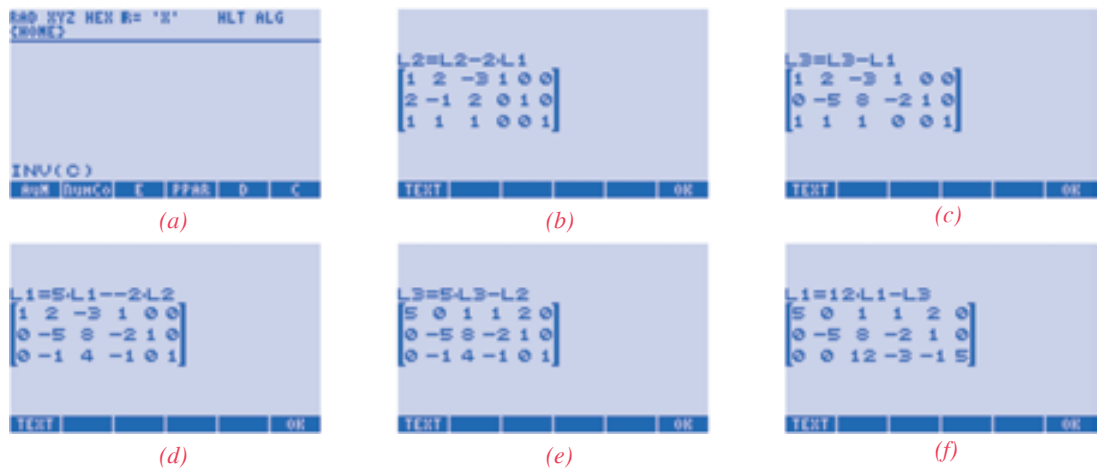 RAD XYZ HEX R= 'X' HLT ALG
{HOME}
INV(C)
E PPAR D C
(a)
L2=L2-2·L1
1 2 -3 1 0 0
2 -1 2 0 1 0
1 1 1 0 0 1
TEXT OK
(b)
L3=L3-L1
1 2 -3 1 0 0
0 -5 8 -2 1 0
1 1 1 0 0 1
TEXT OK
(c)
L1=5·L1--2·L2
1 2 -3 1 0 0
0 -5 8 -2 1 0
0 -1 4 -1 0 1
TEXT OK
(d)
L3=5·L3-L2
5 0 1 1 2 0
0 -5 8 -2 1 0
0 -1 4 -1 0 1
TEXT OK
(e)
L1=12·L1-L3
5 0 1 1 2 0
0 -5 8 -2 1 0
0 0 12 -3 -1 5
TEXT OK
(f)